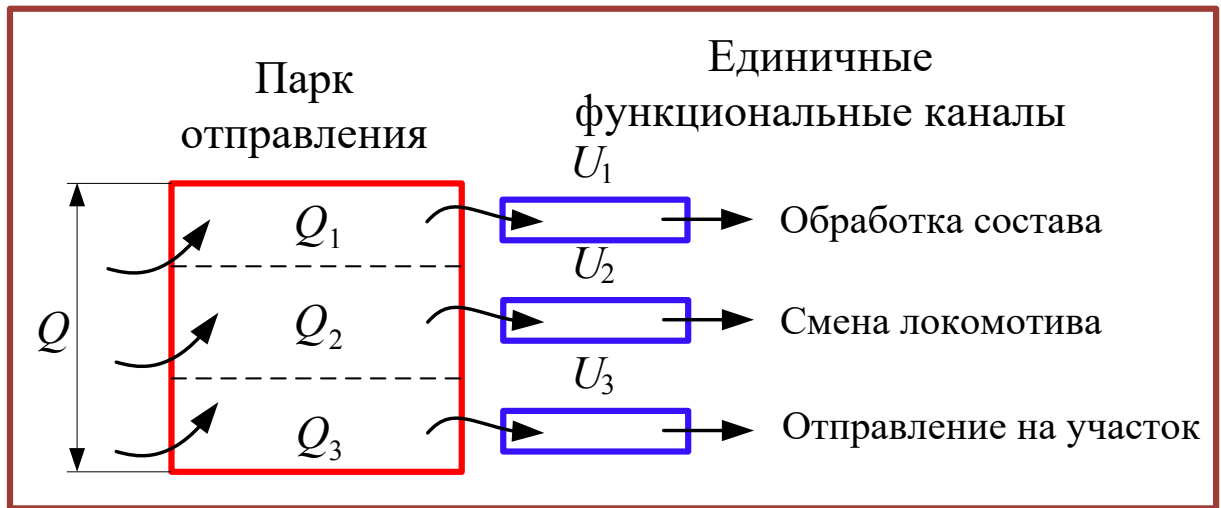 Парк
отправления
Единичные
функциональные каналы
Q
Q1
U1
Обработка состава
Q2
U2
Смена локомотива
Q3
U3
Отправление на участок